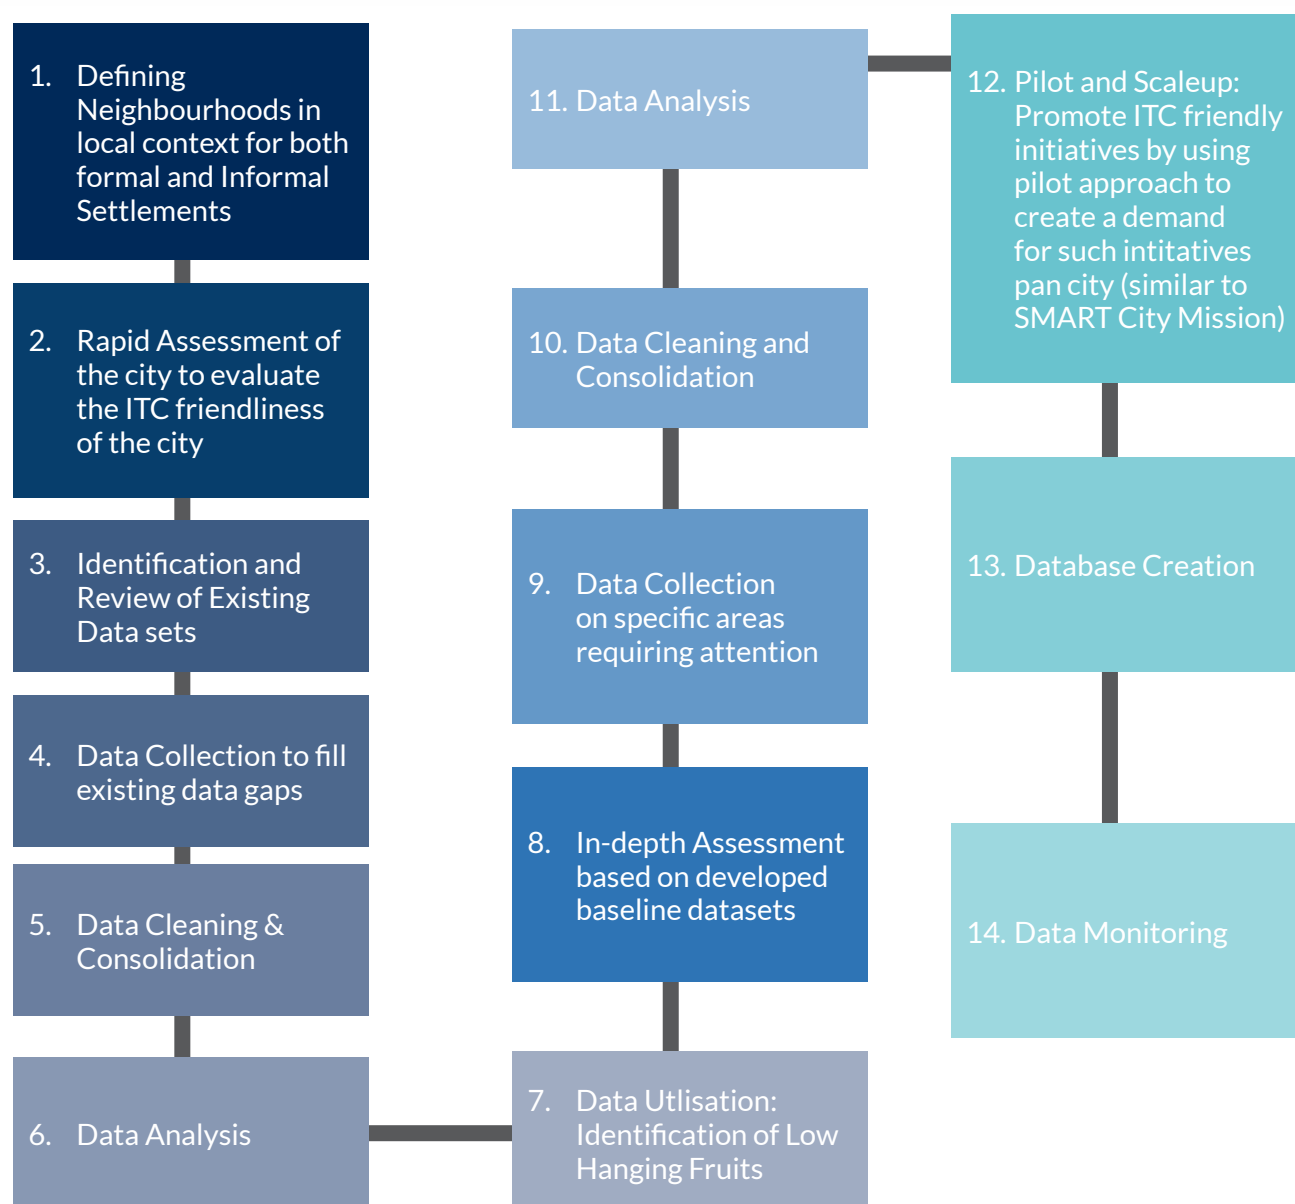 1. Defining
Neighbourhoods in
local context for both
formal and Informal
Settlements
2. Rapid Assessment of
the city to evaluate
the ITC friendliness
of the city
3. Identification and
Review of Existing
Data sets
4. Data Collection to fill
existing data gaps
5. Data Cleaning &
Consolidation
6. Data Analysis
7. Data Utlisation:
Identification of Low
Hanging Fruits
8. In-depth Assessment
based on developed
baseline datasets
9. Data Collection
on specific areas
requiring attention
10. Data Cleaning and
Consolidation
11. Data Analysis
12. Pilot and Scaleup:
Promote ITC friendly
initiatives by using
pilot approach to
create a demand
for such intitatives
pan city (similar to
SMART City Mission)
13. Database Creation
14. Data Monitoring